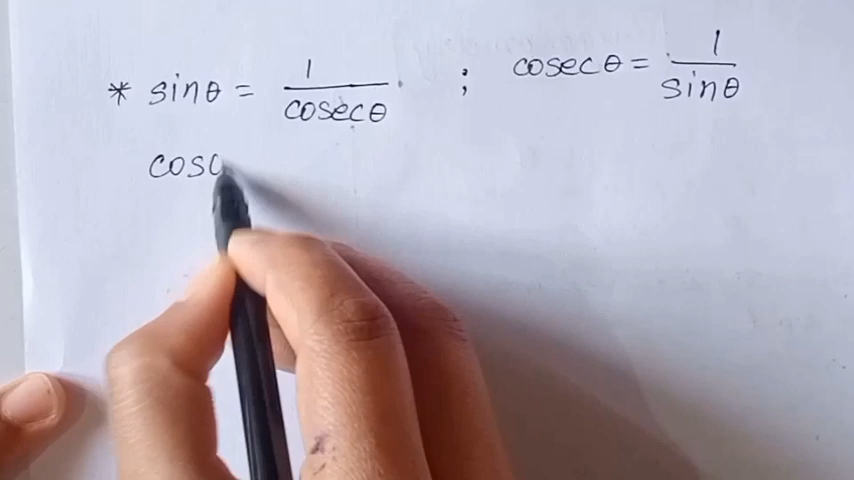 * sinθ = 1/cosecθ ; cosecθ = 1/sinθ
cos